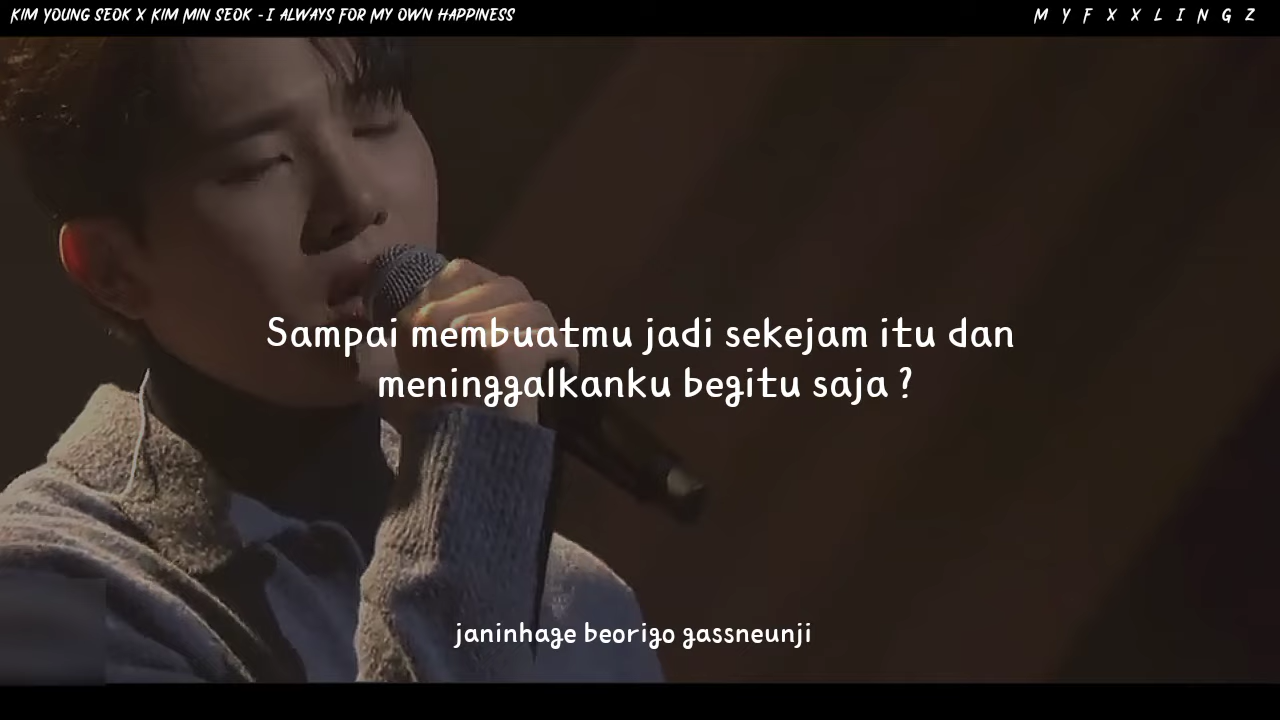 KIM YOUNG SEOK X KIM MIN SEOK - I ALWAYS FOR MY OWN HAPPINESS
M Y F X X L I N G Z
Sampai membuatmu jadi sekejam itu dan
meninggalkanku begitu saja ?
janinhage beorigo gassneunji